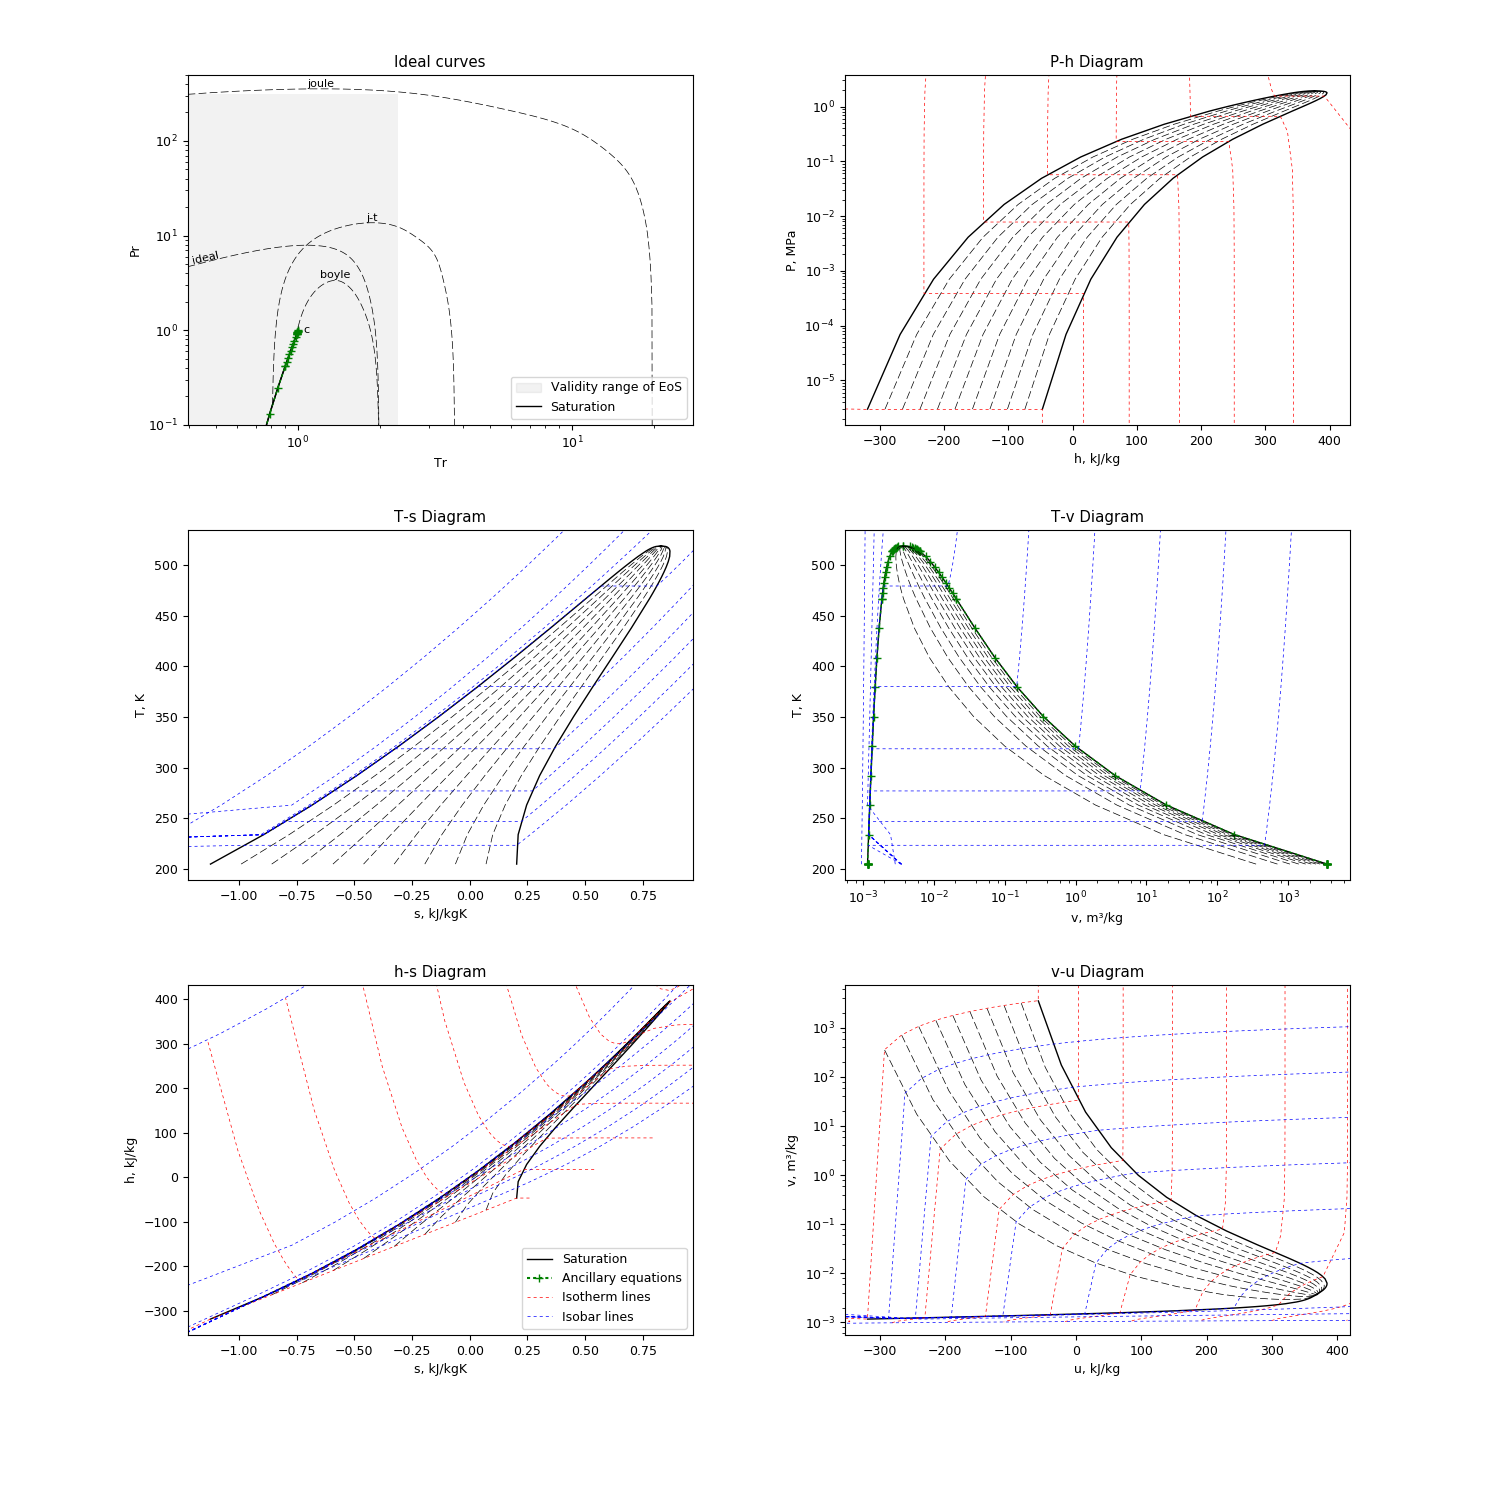 Ideal curves
joule
j-t
ideal
boyle
c
10² 10¹ 10⁰ 10⁻¹
Pr
Validity range of EoS
Saturation
10⁰ 10¹
Tr
P-h Diagram
10⁰ 10⁻¹ 10⁻² 10⁻³ 10⁻⁴ 10⁻⁵
P, MPa
−300 −200 −100 0 100 200 300 400
h, kJ/kg
T-s Diagram
500 450 400 350 300 250 200
T, K
−1.00 −0.75 −0.50 −0.25 0.00 0.25 0.50 0.75
s, kJ/kgK
T-v Diagram
500 450 400 350 300 250 200
T, K
10⁻³ 10⁻² 10⁻¹ 10⁰ 10¹ 10² 10³
v, m³/kg
h-s Diagram
400 300 200 100 0 −100 −200 −300
h, kJ/kg
Saturation
Ancillary equations
Isotherm lines
Isobar lines
−1.00 −0.75 −0.50 −0.25 0.00 0.25 0.50 0.75
s, kJ/kgK
v-u Diagram
10³ 10² 10¹ 10⁰ 10⁻¹ 10⁻² 10⁻³
v, m³/kg
−300 −200 −100 0 100 200 300 400
u, kJ/kg